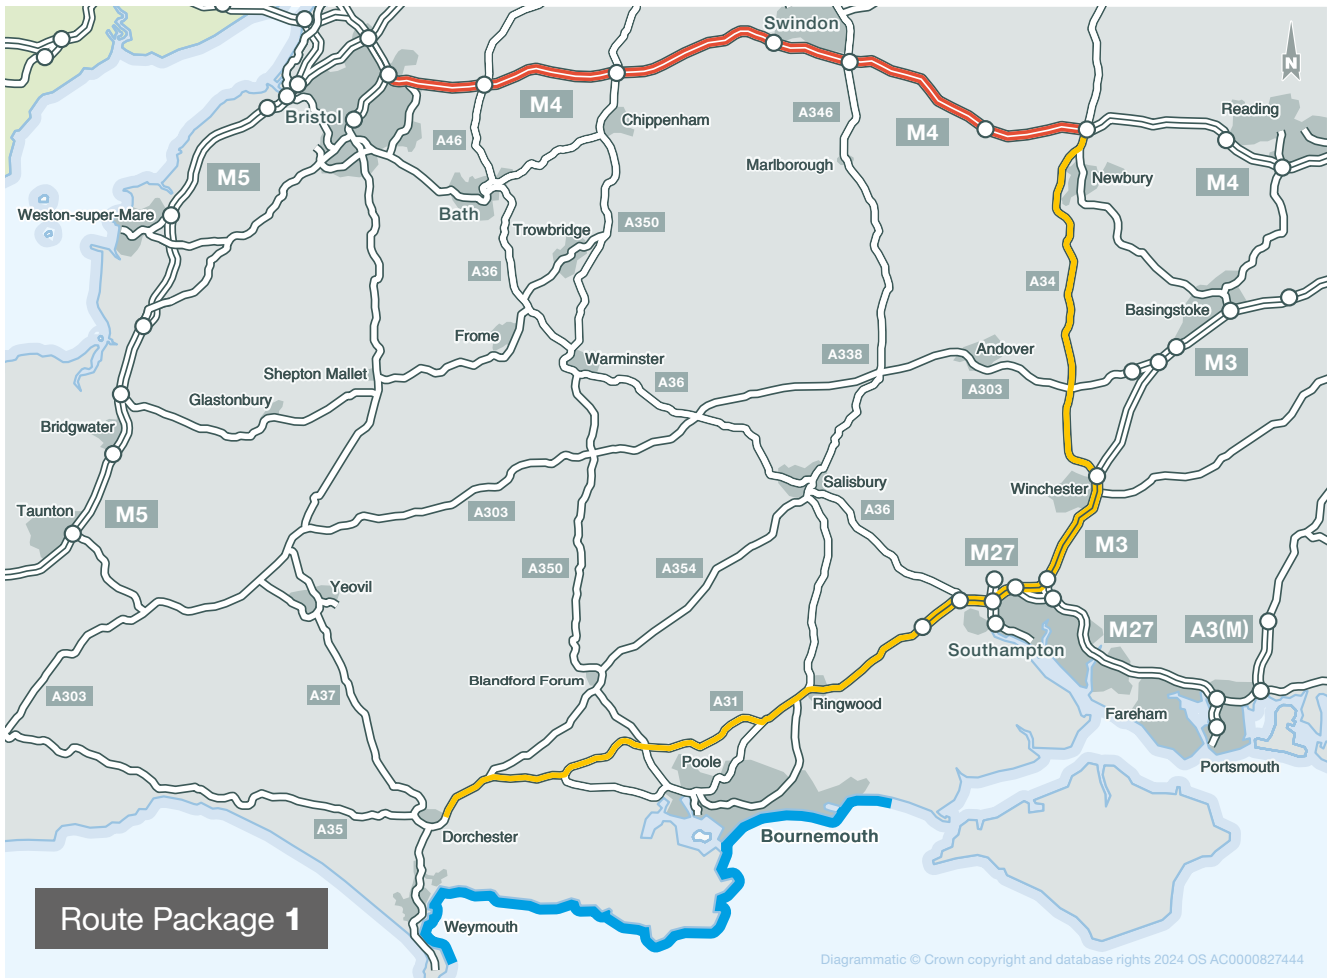 Swindon
N
M4
A346
Reading
Bristol
Chippenham
A46
M4
Marlborough
M5
Newbury
M4
Weston-super-Mare
Bath
A350
Trowbridge
A36
A34
Basingstoke
Frome
Warminster
A338
Andover
M3
Shepton Mallet
A36
A303
Glastonbury
Bridgwater
Salisbury
Winchester
Taunton
M5
A303
A36
M27
M3
A350
A354
Yeovil
M27
A3(M)
Southampton
Blandford Forum
A303
A37
A31
Ringwood
Fareham
Poole
Portsmouth
A35
Dorchester
Bournemouth
Route Package 1
Weymouth
Diagrammatic © Crown copyright and database rights 2024 OS AC0000827444